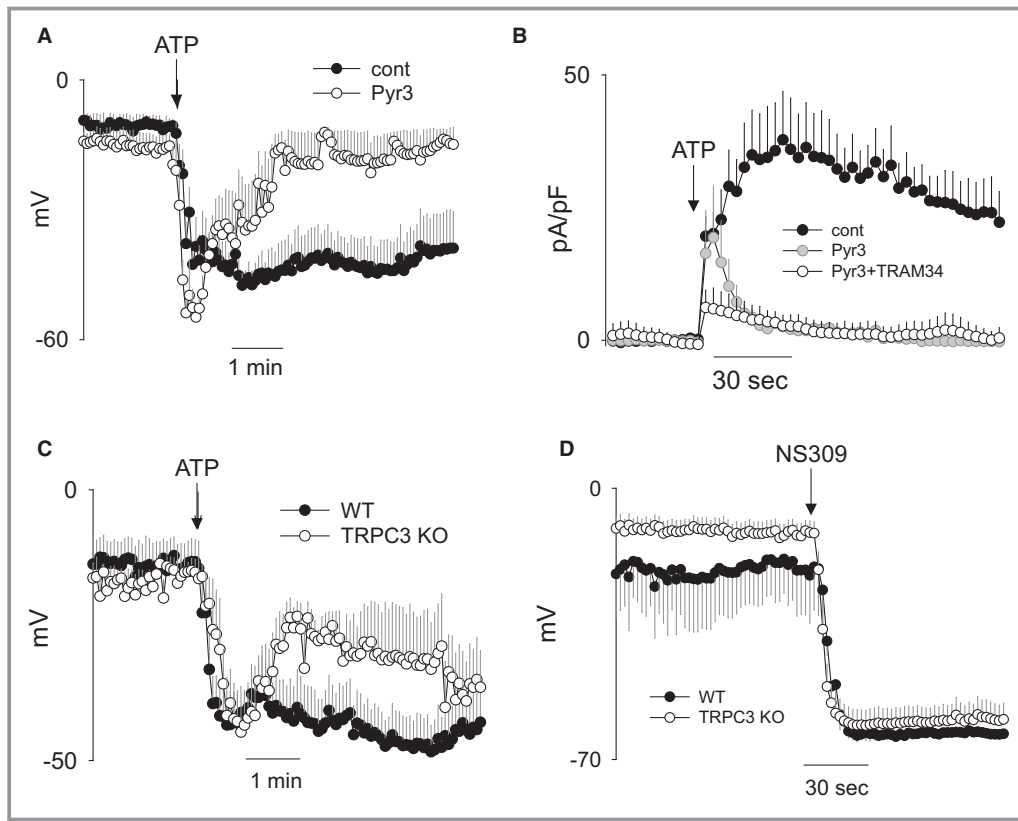 A
ATP
cont
Pyr3
0
mV
-60
1 min
B
50
ATP
pA/pF
cont
Pyr3
Pyr3+TRAM34
0
30 sec
C
ATP
0
WT
TRPC3 KO
mV
-50
1 min
D
NS309
0
mV
WT
TRPC3 KO
-70
30 sec